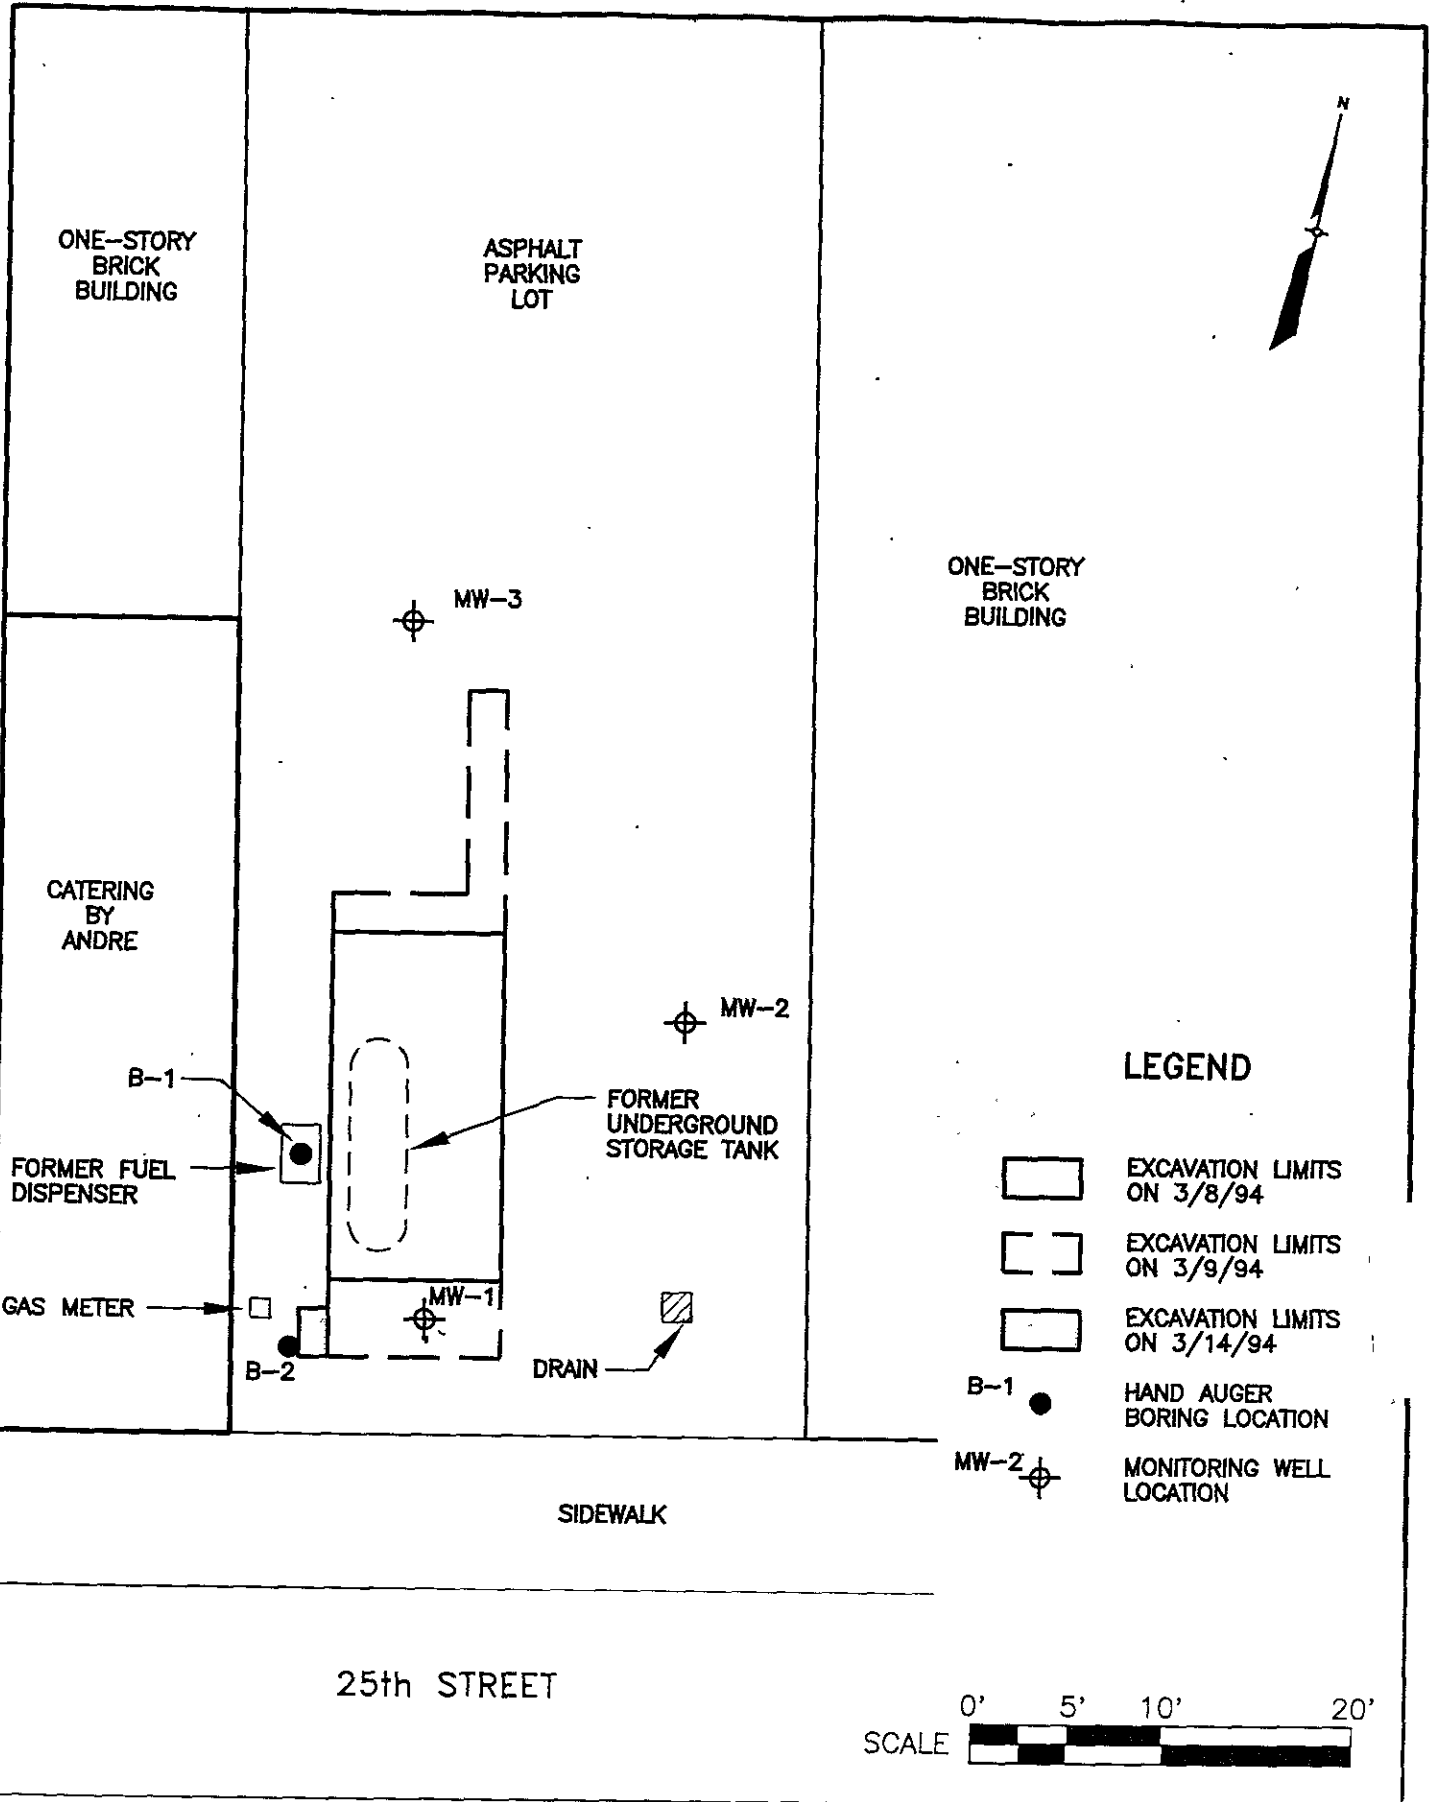 N
ONE-STORY
BRICK
BUILDING
ASPHALT
PARKING
LOT
ONE-STORY
BRICK
BUILDING
MW-3
CATERING
BY
ANDRE
MW-2
B-1
FORMER
UNDERGROUND
STORAGE TANK
FORMER FUEL
DISPENSER
GAS METER
MW-1
B-2
DRAIN
LEGEND
EXCAVATION LIMITS
ON 3/8/94
EXCAVATION LIMITS
ON 3/9/94
EXCAVATION LIMITS
ON 3/14/94
B-1
HAND AUGER
BORING LOCATION
MW-2
MONITORING WELL
LOCATION
SIDEWALK
25th STREET
0' 5' 10' 20'
SCALE